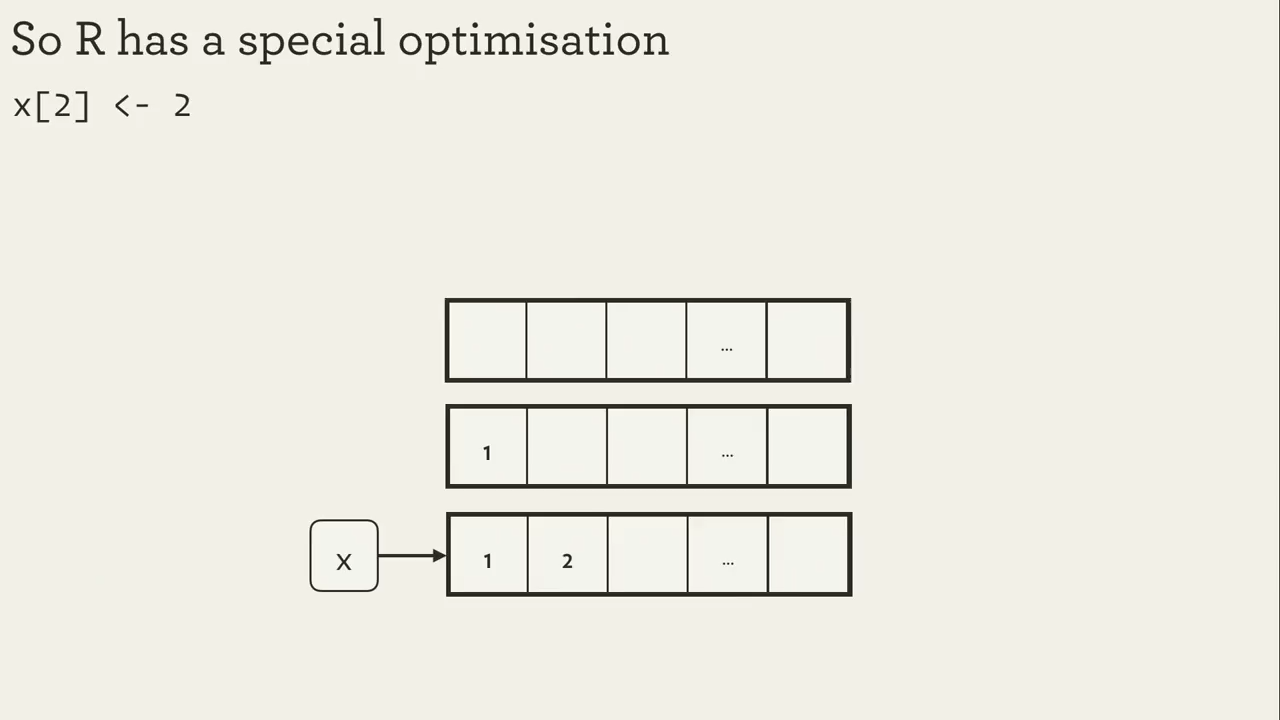 So R has a special optimisation
x[2] <- 2
...
1 ...
x 1 2 ...